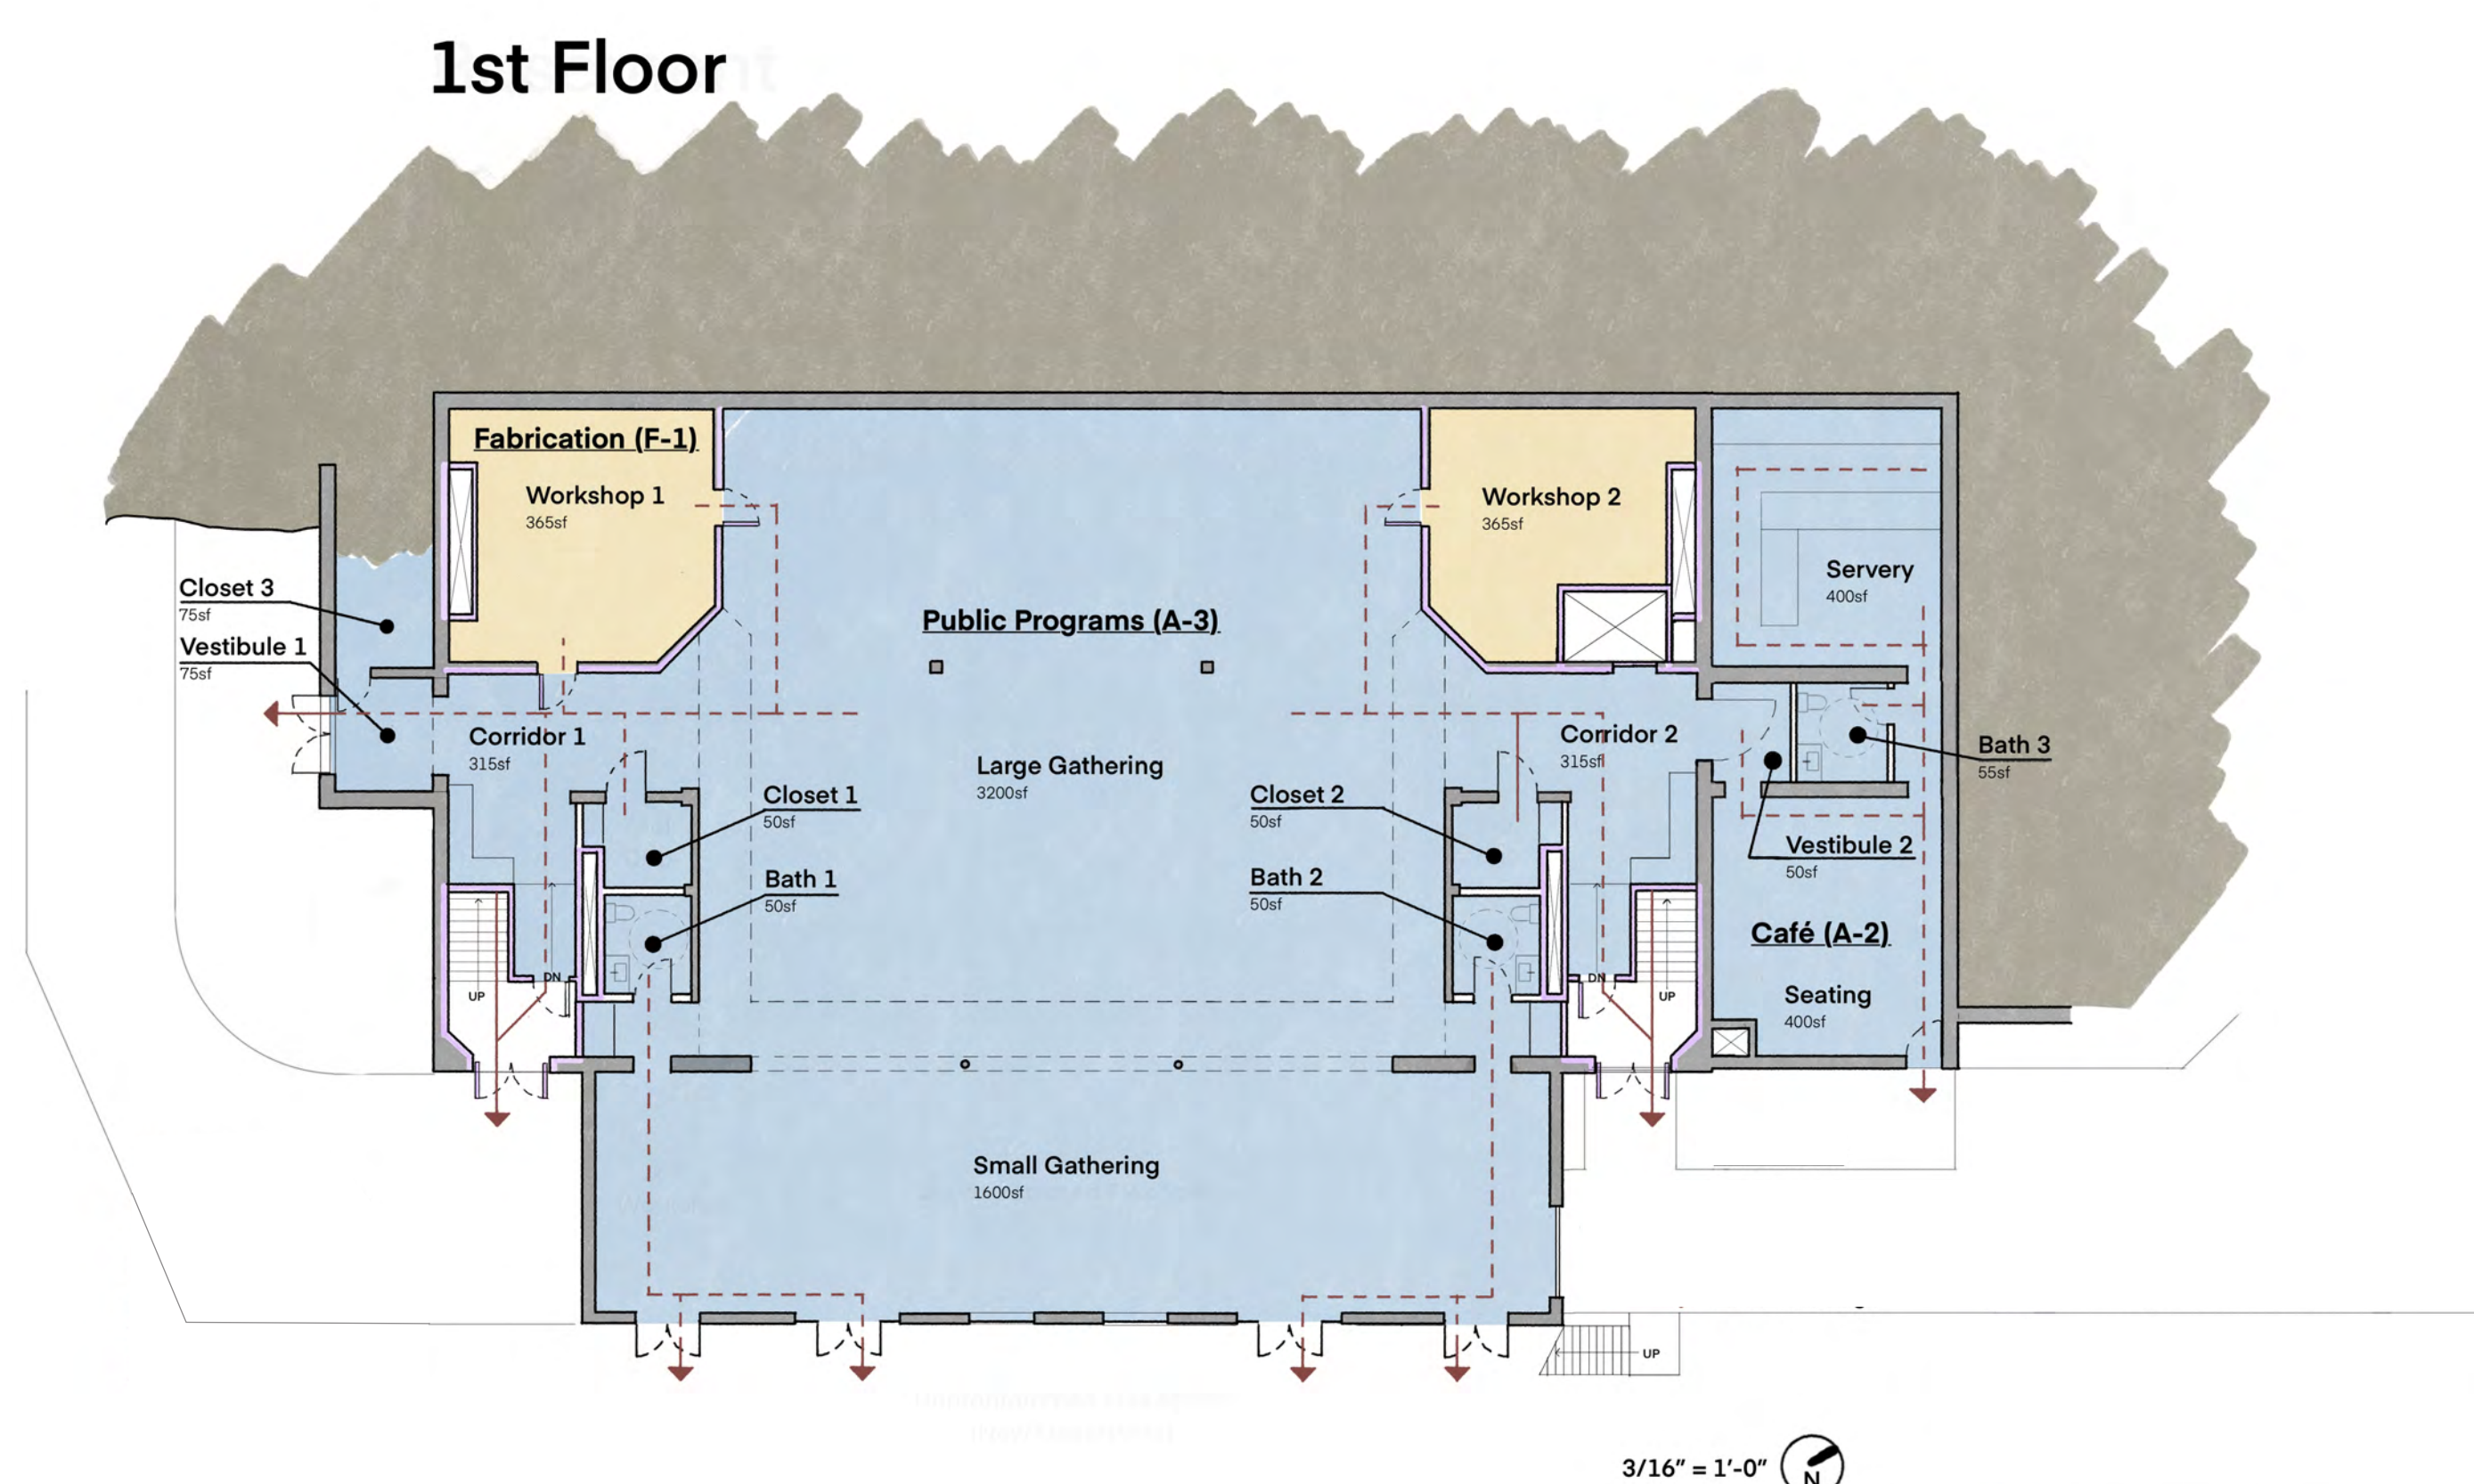 1st Floor
Fabrication (F-1)
Workshop 1
365sf
Workshop 2
365sf
Servery
400sf
Closet 3
75sf
Vestibule 1
75sf
Public Programs (A-3)
Corridor 1
315sf
Large Gathering
3200sf
Corridor 2
315sf
Bath 3
55sf
Closet 1
50sf
Closet 2
50sf
Vestibule 2
50sf
Bath 1
50sf
Bath 2
50sf
Café (A-2)
Seating
400sf
UP
DN
DN
UP
Small Gathering
1600sf
UP
3/16” = 1’-0”
N